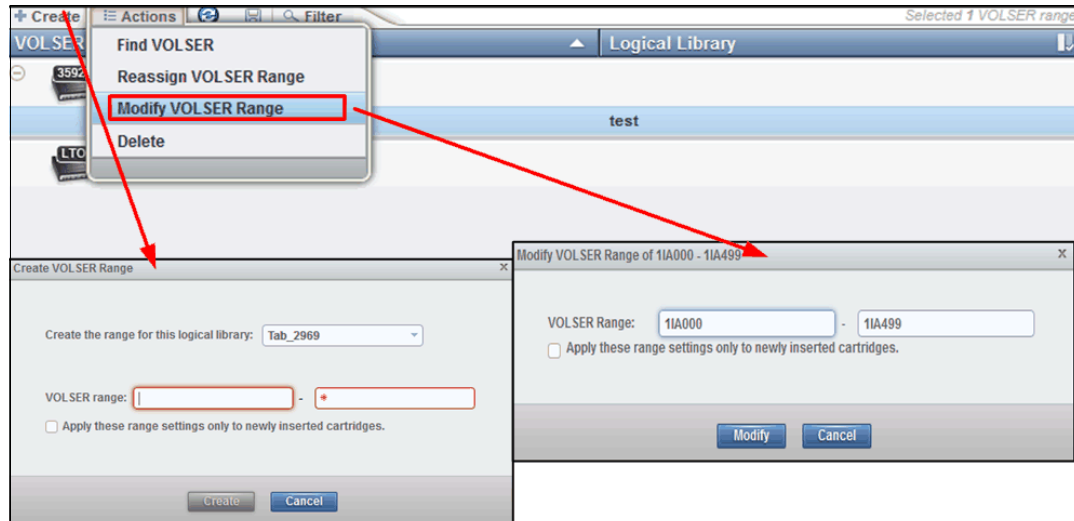 Create Actions Filter Selected 1 VOLSER range
VOLSER Logical Library
Find VOLSER
3592
Reassign VOLSER Range
Modify VOLSER Range
test
Delete
LTO
Create VOLSER Range x
Create the range for this logical library: Tab_2969
VOLSER range: - *
Apply these range settings only to newly inserted cartridges.
Create Cancel
Modify VOLSER Range of 1IA000 - 1IA499 x
VOLSER Range: 1IA000 - 1IA499
Apply these range settings only to newly inserted cartridges.
Modify Cancel